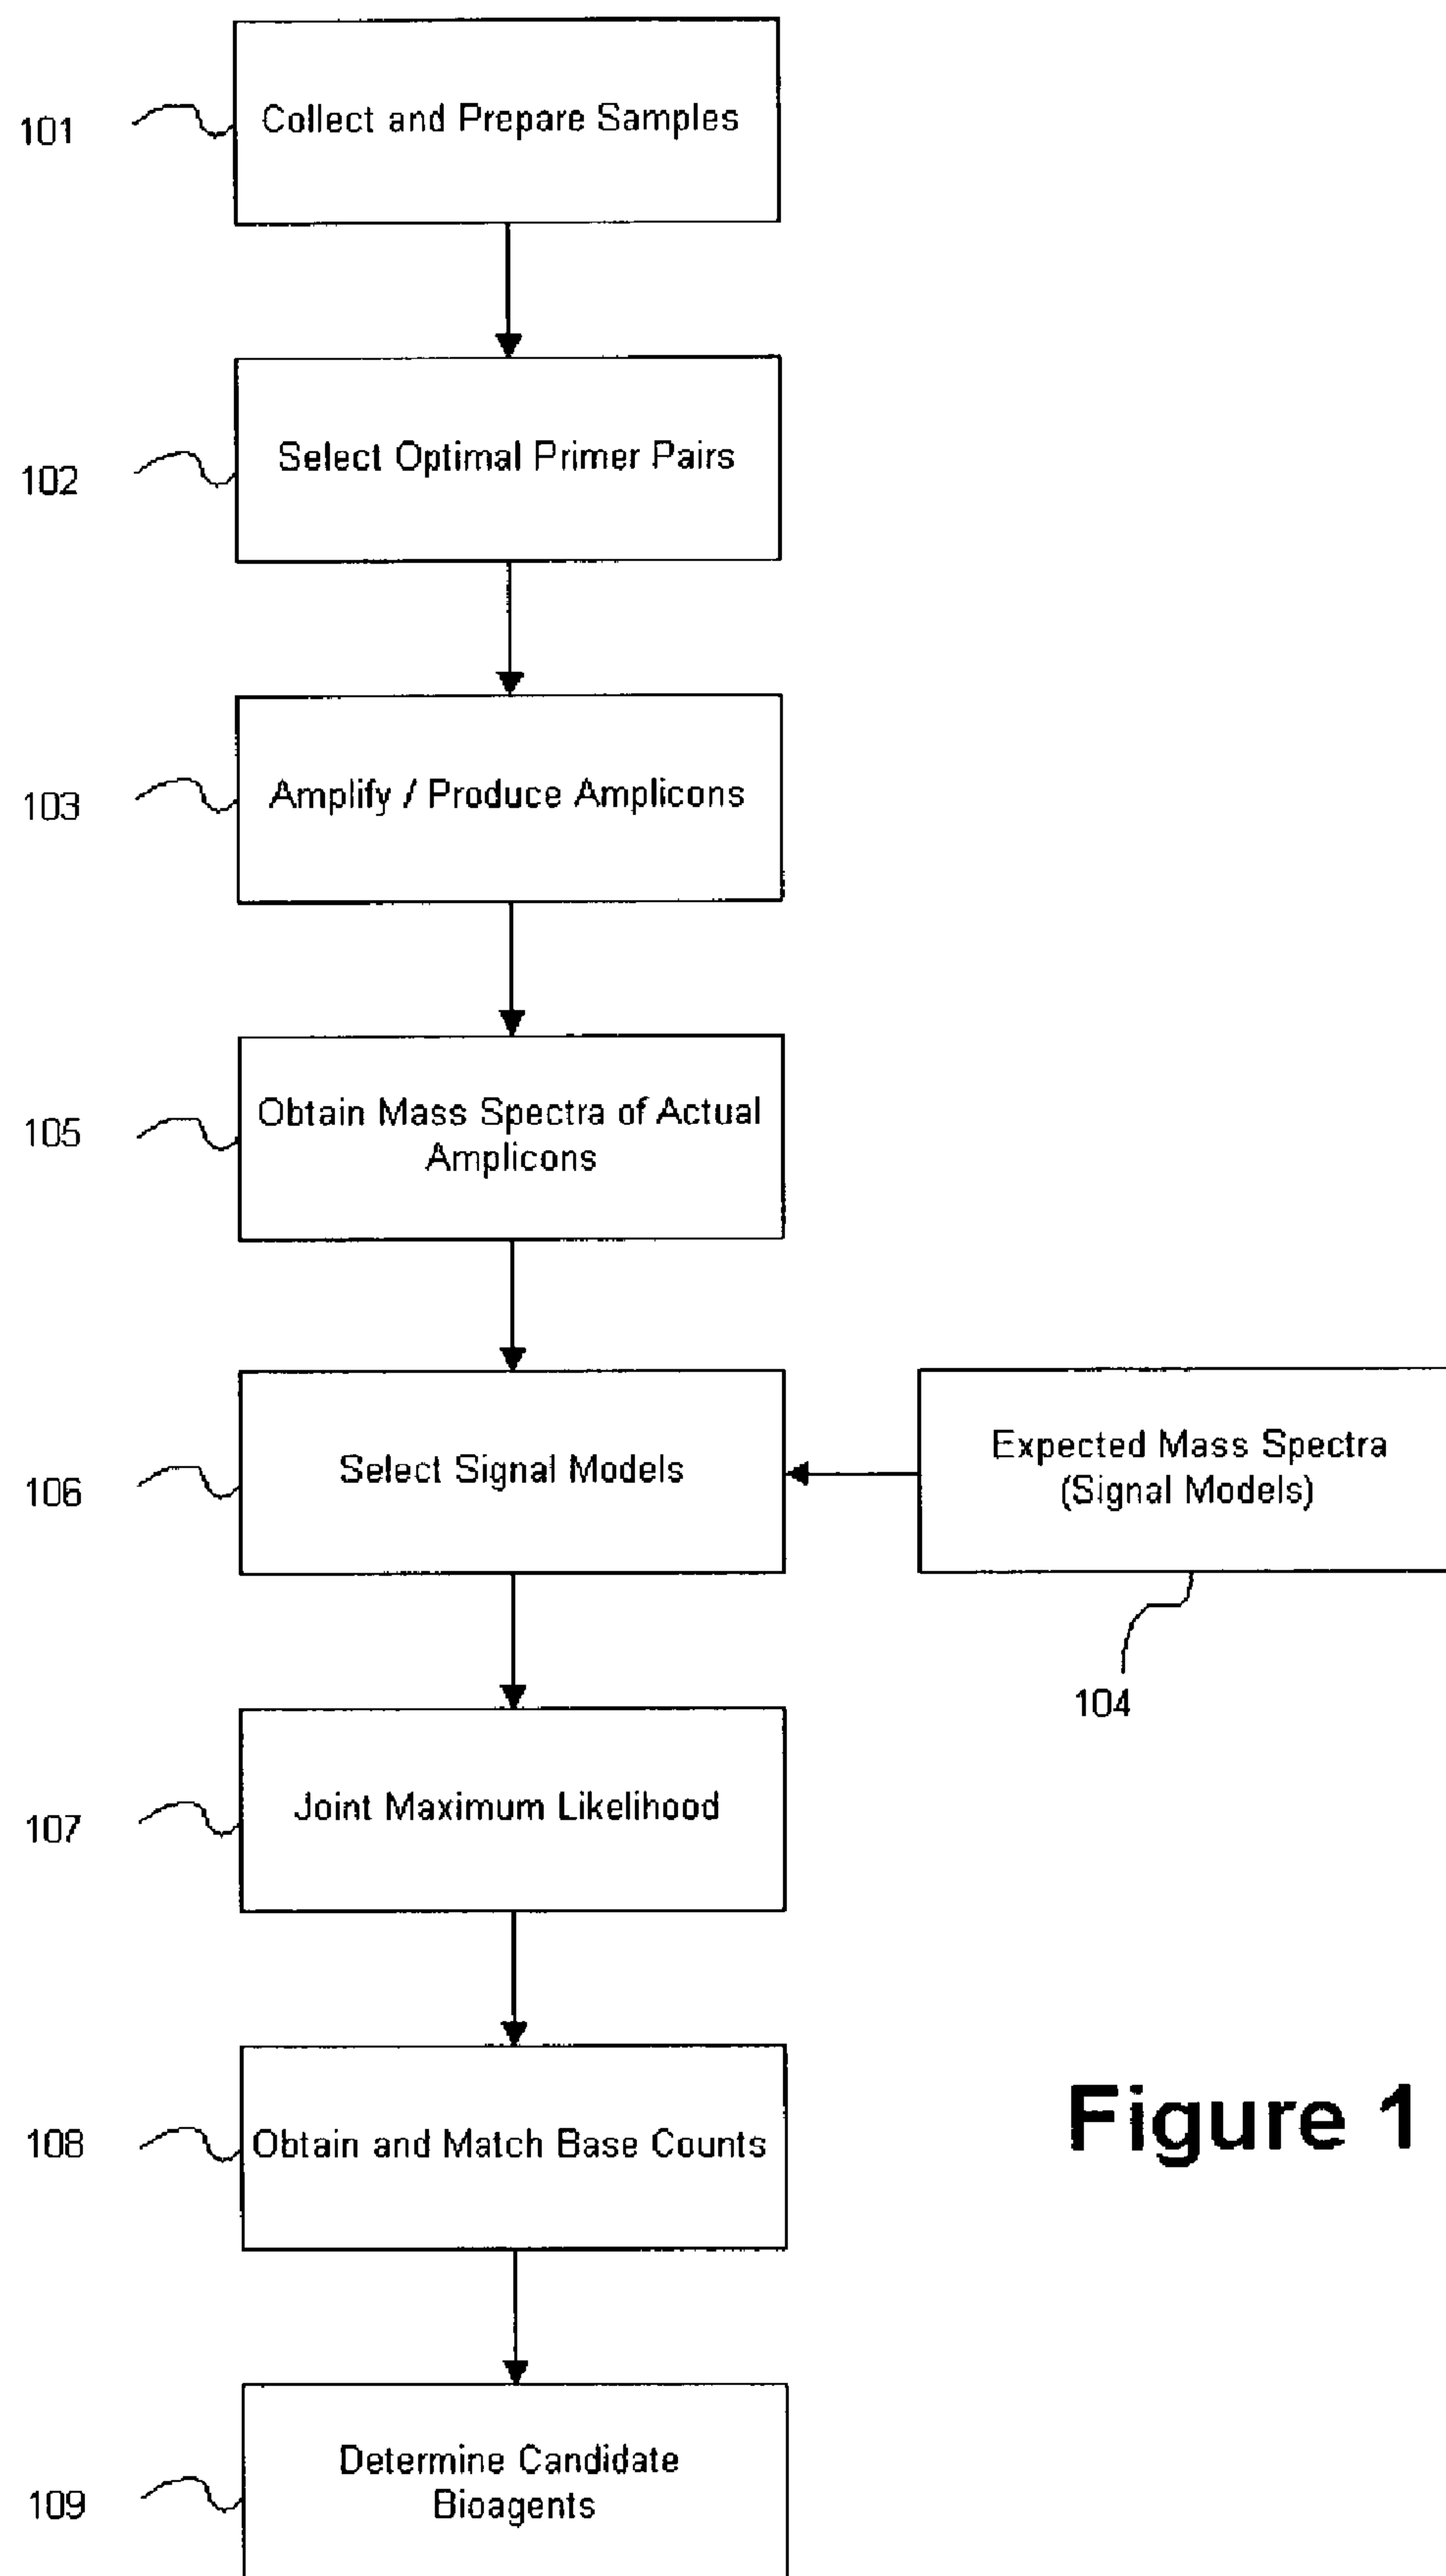 101
Collect and Prepare Samples
102
Select Optimal Primer Pairs
103
Amplify / Produce Amplicons
105
Obtain Mass Spectra of Actual
Amplicons
106
Select Signal Models
Expected Mass Spectra
(Signal Models)
104
107
Joint Maximum Likelihood
108
Obtain and Match Base Counts
Figure 1
109
Determine Candidate
Bioagents